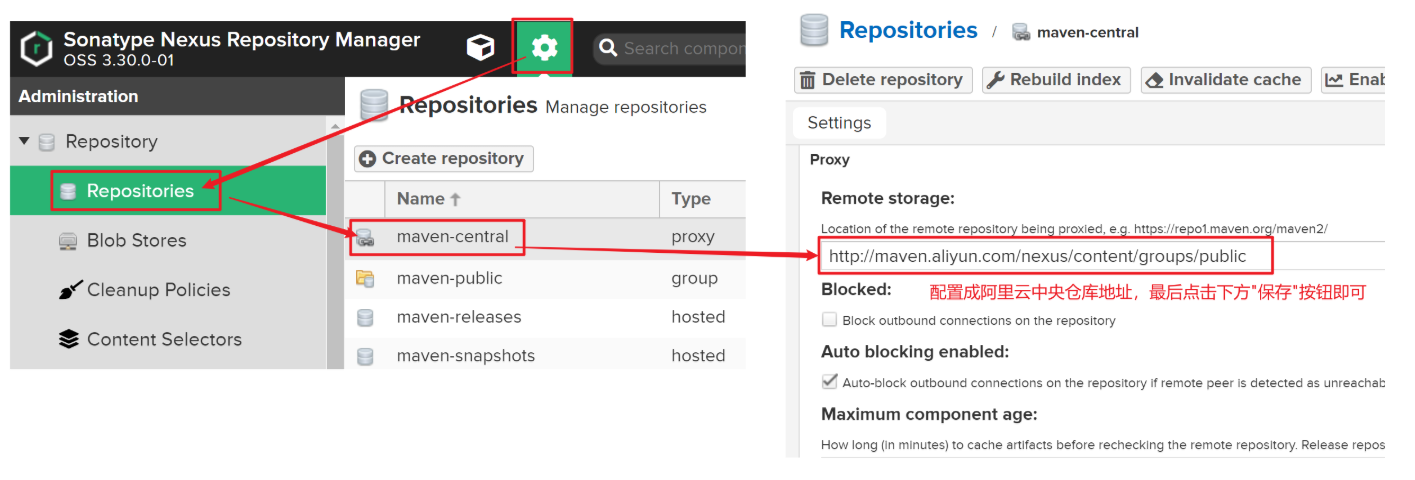 Sonatype Nexus Repository Manager
OSS 3.30.0-01
Search compon
Administration
Repository
Repositories
Blob Stores
Cleanup Policies
Content Selectors
Repositories Manage repositories
Create repository
Name Type
maven-central proxy
maven-public group
maven-releases hosted
maven-snapshots hosted
Repositories / maven-central
Delete repository Rebuild index Invalidate cache Enab
Settings
Proxy
Remote storage:
Location of the remote repository being proxied, e.g. https://repo1.maven.org/maven2/
http://maven.aliyun.com/nexus/content/groups/public
Blocked:
配置成阿里云中央仓库地址，最后点击下方"保存"按钮即可
Block outbound connections on the repository
Auto blocking enabled:
Auto-block outbound connections on the repository if remote peer is detected as unreachab
Maximum component age:
How long (in minutes) to cache artifacts before rechecking the remote repository. Release repos